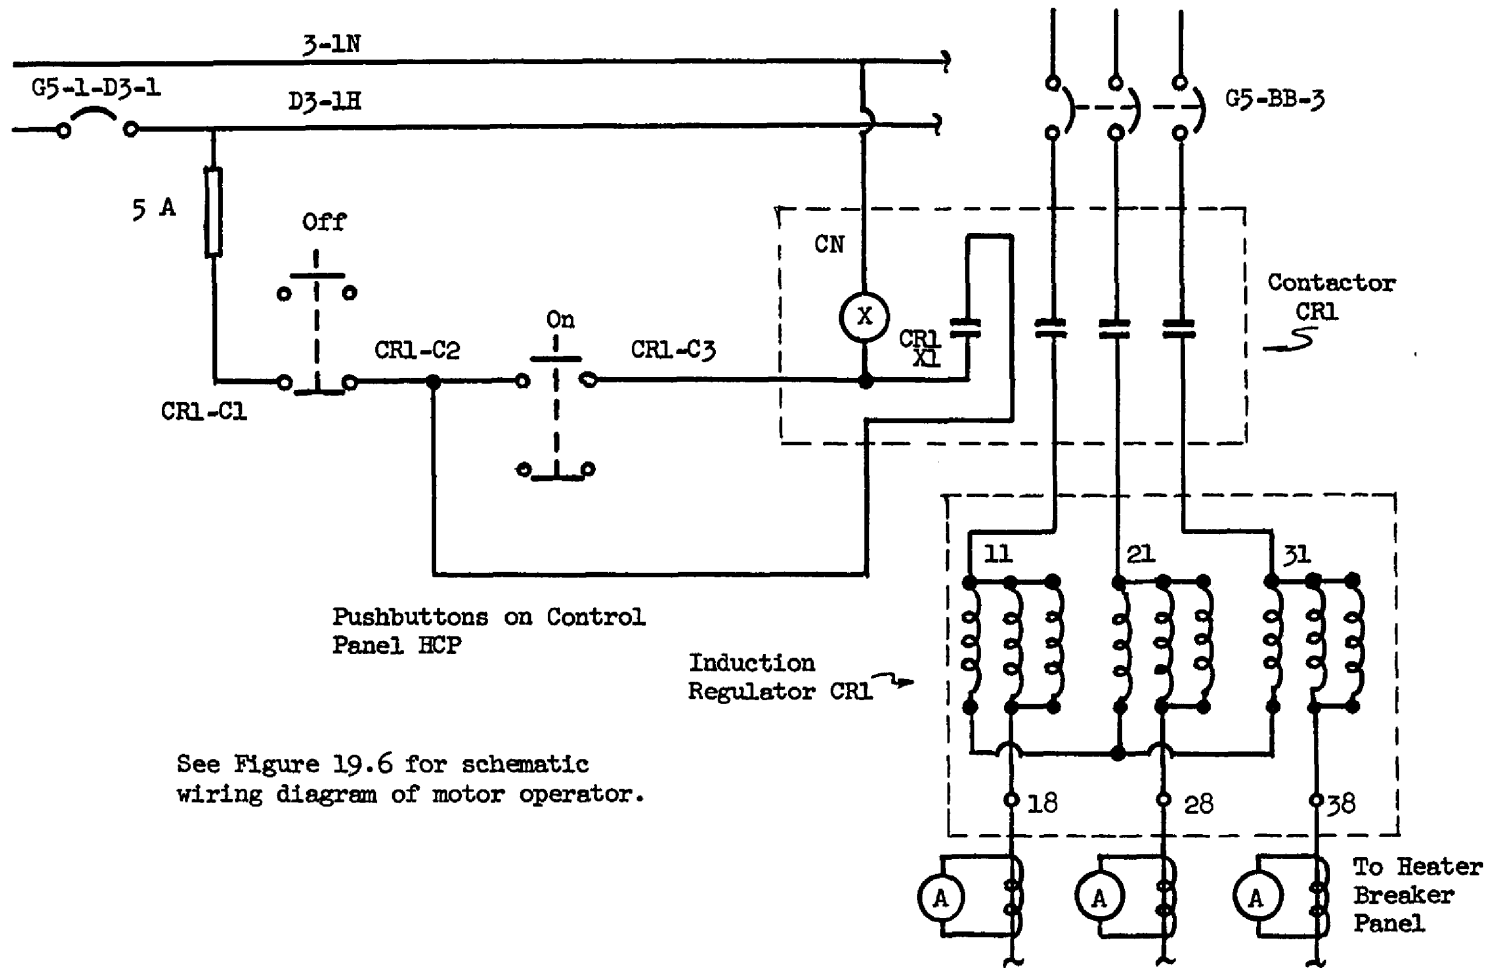 3-1N
G5-1-D3-1
D3-1H
G5-BB-3
5 A
Off
CN
Contactor
CR1
X
On
CR1
X1
CR1-C2
CR1-C3
CR1-C1
11
21
31
Pushbuttons on Control
Panel HCP
Induction
Regulator CR1
See Figure 19.6 for schematic
wiring diagram of motor operator.
18
28
38
A
A
A
To Heater
Breaker
Panel